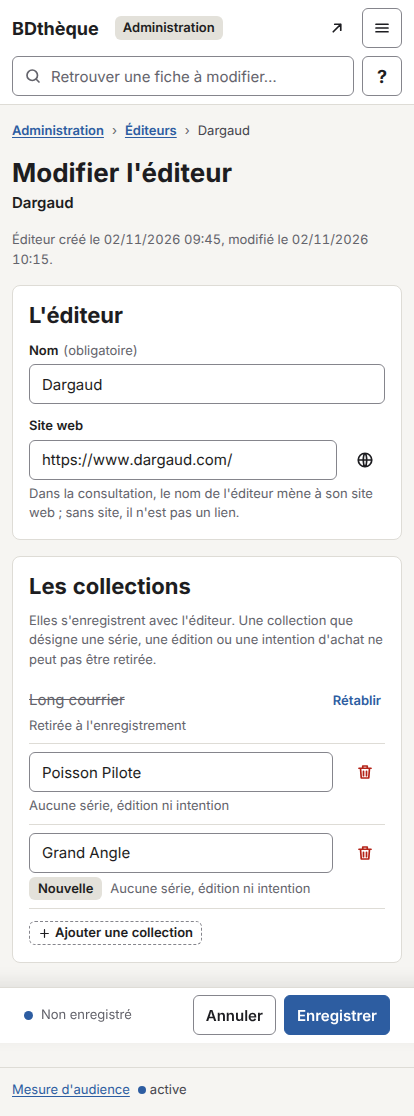 BDthèque Administration
Retrouver une fiche à modifier... ?
Administration › Éditeurs › Dargaud
Modifier l'éditeur
Dargaud
Éditeur créé le 02/11/2026 09:45, modifié le 02/11/2026
10:15.
L'éditeur
Nom (obligatoire)
Dargaud
Site web
https://www.dargaud.com/
Dans la consultation, le nom de l'éditeur mène à son site
web ; sans site, il n'est pas un lien.
Les collections
Elles s'enregistrent avec l'éditeur. Une collection que
désigne une série, une édition ou une intention d'achat ne
peut pas être retirée.
Long courrier Rétablir
Retirée à l'enregistrement
Poisson Pilote
Aucune série, édition ni intention
Grand Angle
Nouvelle Aucune série, édition ni intention
+ Ajouter une collection
Non enregistré Annuler Enregistrer
Mesure d'audience active